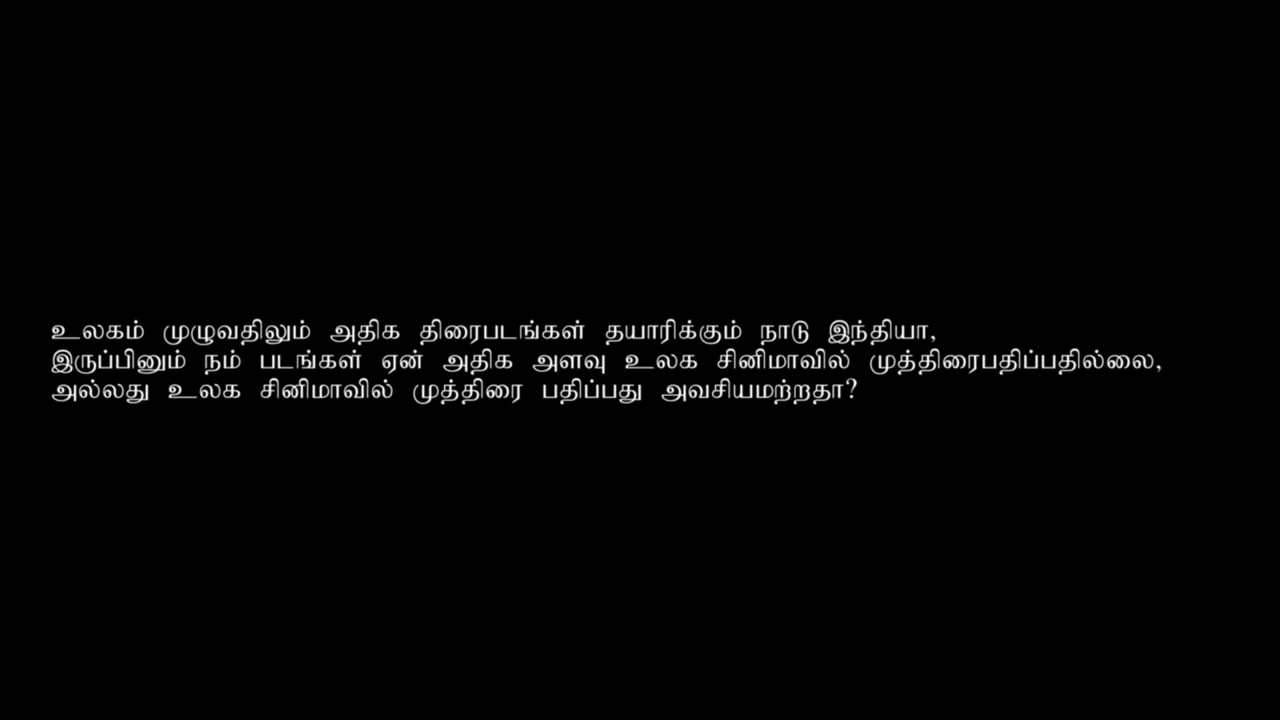 உலகம் முழுவதிலும் அதிக திரைபடங்கள் தயாரிக்கும் நாடு இந்தியா,
இருப்பினும் நம் படங்கள் ஏன் அதிக அளவு உலக சினிமாவில் முத்திரைபதிப்பதில்லை,
அல்லது உலக சினிமாவில் முத்திரை பதிப்பது அவசியமற்றதா?